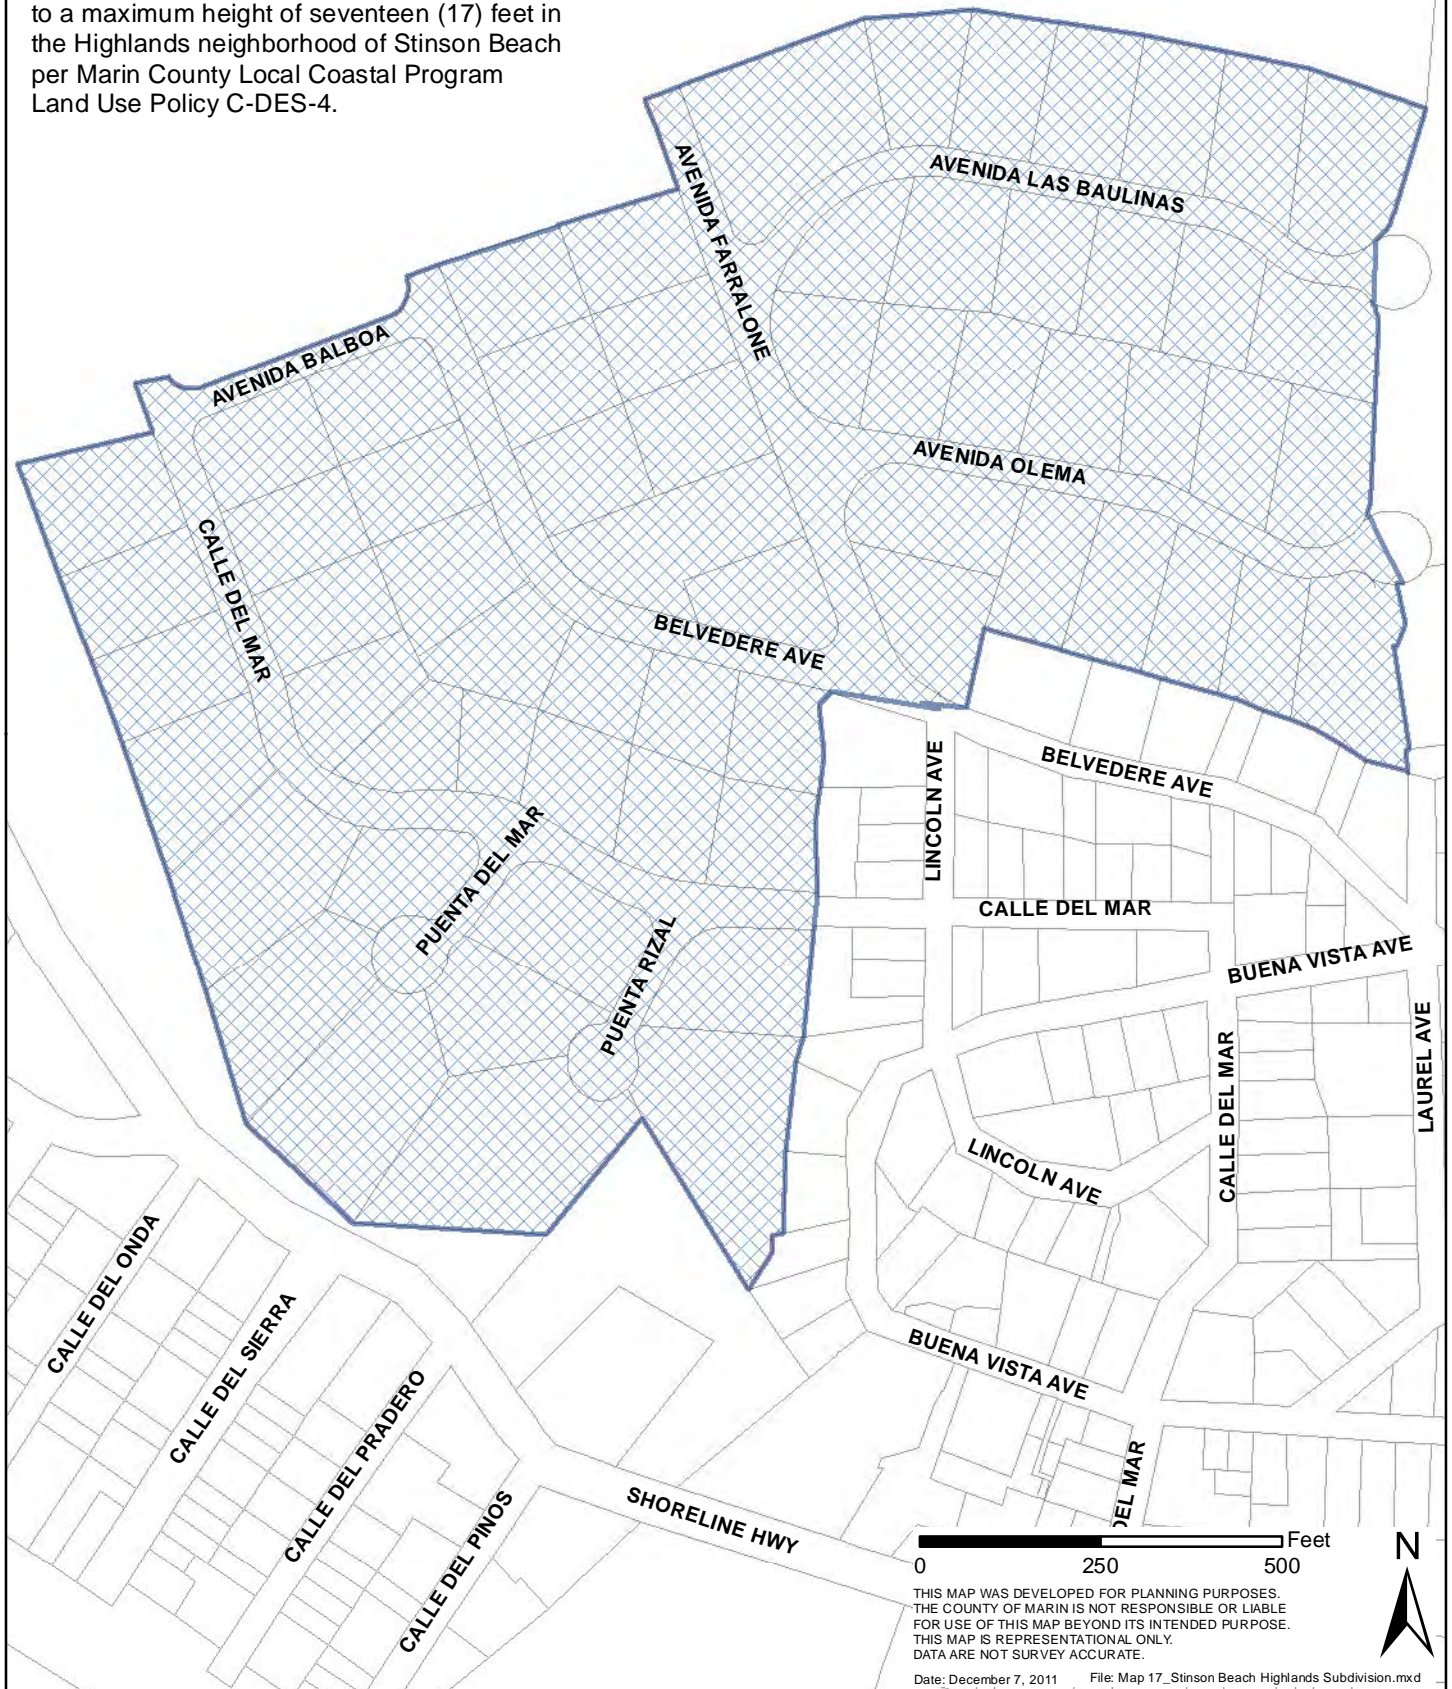 to a maximum height of seventeen (17) feet in
the Highlands neighborhood of Stinson Beach
per Marin County Local Coastal Program
Land Use Policy C-DES-4.
AVENIDA LAS BAULINAS
AVENIDA FARRALONE
AVENIDA BALBOA
AVENIDA OLEMA
CALLE DEL MAR
BELVEDERE AVE
LINCOLN AVE
BELVEDERE AVE
PUENTA DEL MAR
CALLE DEL MAR
PUENTA RIZAL
BUENA VISTA AVE
LAUREL AVE
CALLE DEL MAR
LINCOLN AVE
CALLE DEL ONDA
CALLE DEL SIERRA
BUENA VISTA AVE
CALLE DEL PRADERO
CALLE DEL PINOS
SHORELINE HWY
DEL MAR
Feet
0 250 500
N
THIS MAP WAS DEVELOPED FOR PLANNING PURPOSES.
THE COUNTY OF MARIN IS NOT RESPONSIBLE OR LIABLE
FOR USE OF THIS MAP BEYOND ITS INTENDED PURPOSE.
THIS MAP IS REPRESENTATIONAL ONLY.
DATA ARE NOT SURVEY ACCURATE.
Date: December 7, 2011 File: Map 17_Stinson Beach Highlands Subdivision.mxd